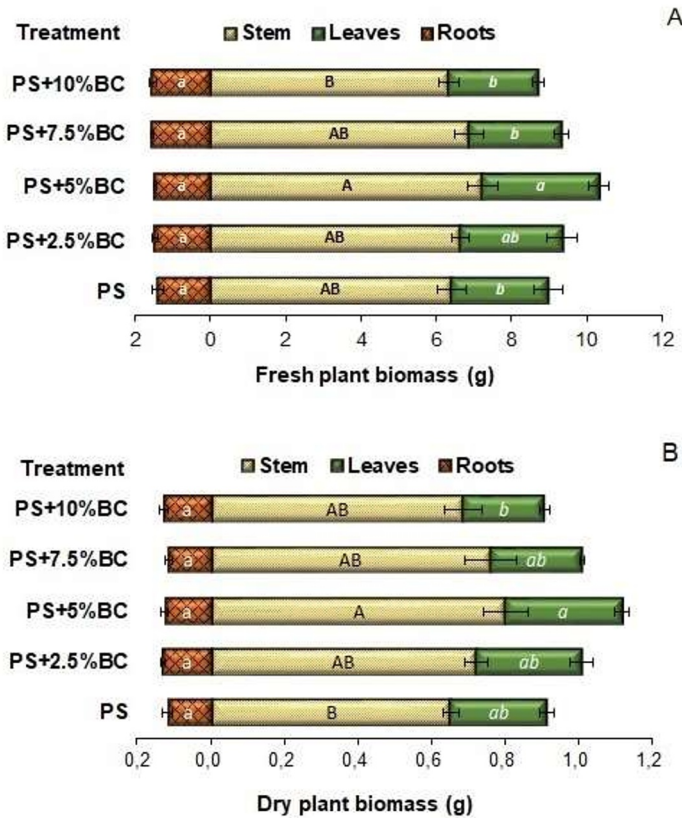 A
Treatment Stem Leaves Roots
PS+10%BC a B b
PS+7.5%BC a AB b
PS+5%BC a A a
PS+2.5%BC a AB ab
PS a AB b
2 0 2 4 6 8 10 12
Fresh plant biomass (g)
B
Treatment Stem Leaves Roots
PS+10%BC a AB b
PS+7.5%BC a AB ab
PS+5%BC a A a
PS+2.5%BC a AB ab
PS a B ab
0,2 0,0 0,2 0,4 0,6 0,8 1,0 1,2
Dry plant biomass (g)